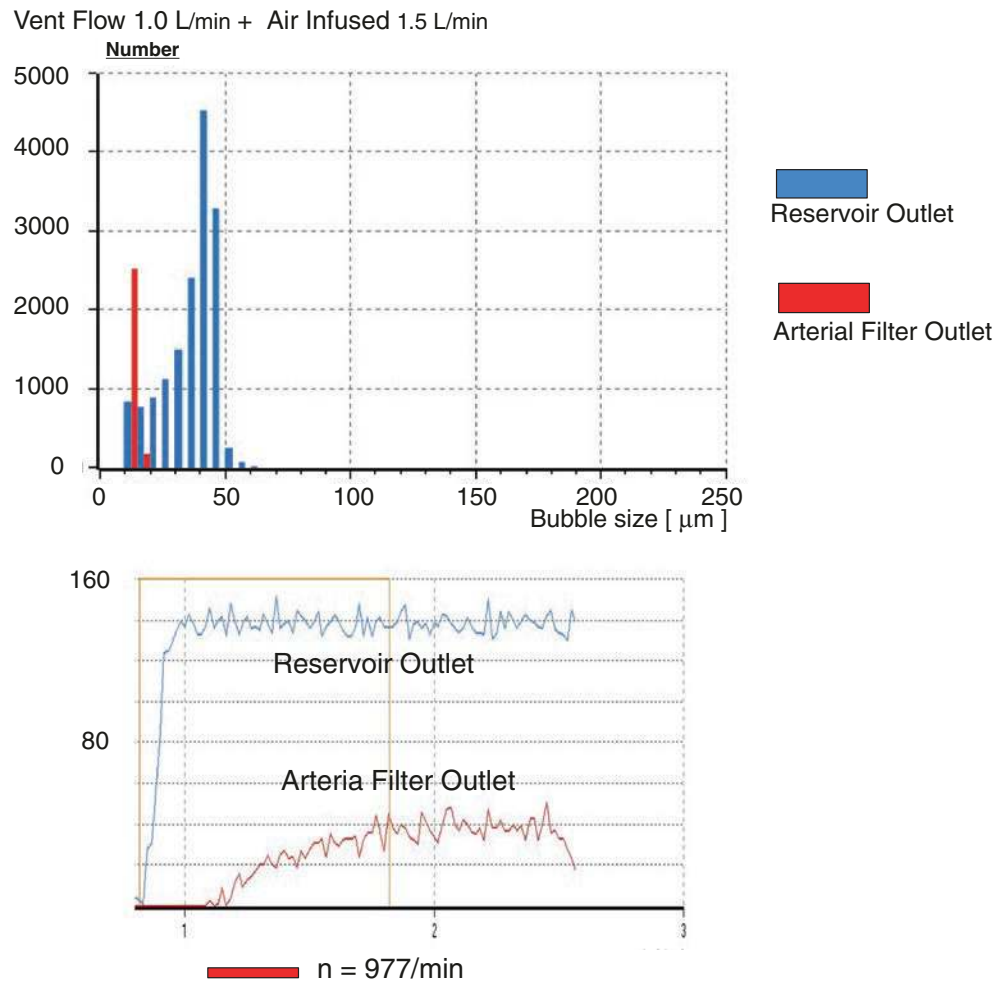 Vent Flow 1.0 L/min + Air Infused 1.5 L/min
Number
5000
4000
3000
2000
1000
0
0 50 100 150 200 250
Bubble size [ μm ]
Reservoir Outlet
Arterial Filter Outlet
160
80
Reservoir Outlet
Arteria Filter Outlet
1 2 3
n = 977/min